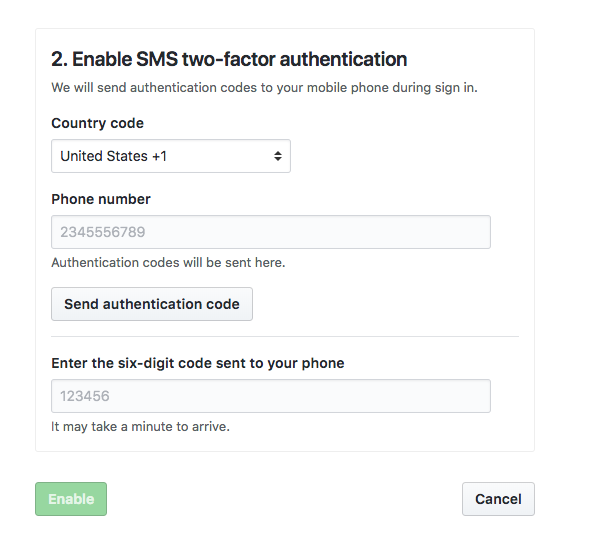 2. Enable SMS two-factor authentication
We will send authentication codes to your mobile phone during sign in.
Country code
United States +1
Phone number
2345556789
Authentication codes will be sent here.
Send authentication code
Enter the six-digit code sent to your phone
123456
It may take a minute to arrive.
Enable
Cancel